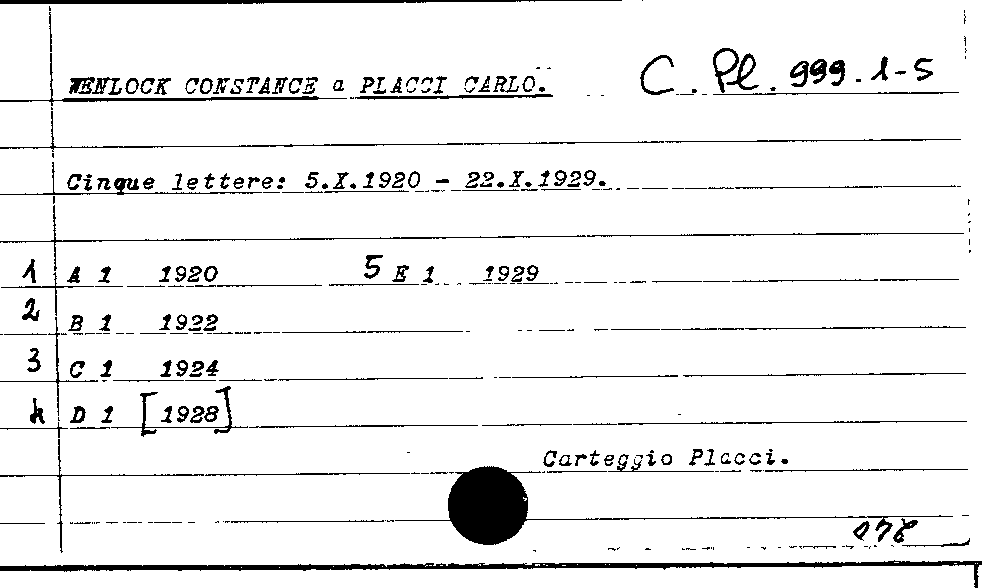 WENLOCK CONSTANCE a PLACCI CARLO. C. Pl. 999.1-5
Cinque lettere: 5.X.1920 - 22.X.1929.
1 A 1 1920 5 E 1 1929
2 B 1 1922
3 C 1 1924
4 D 1 [1928]
Carteggio Placci.